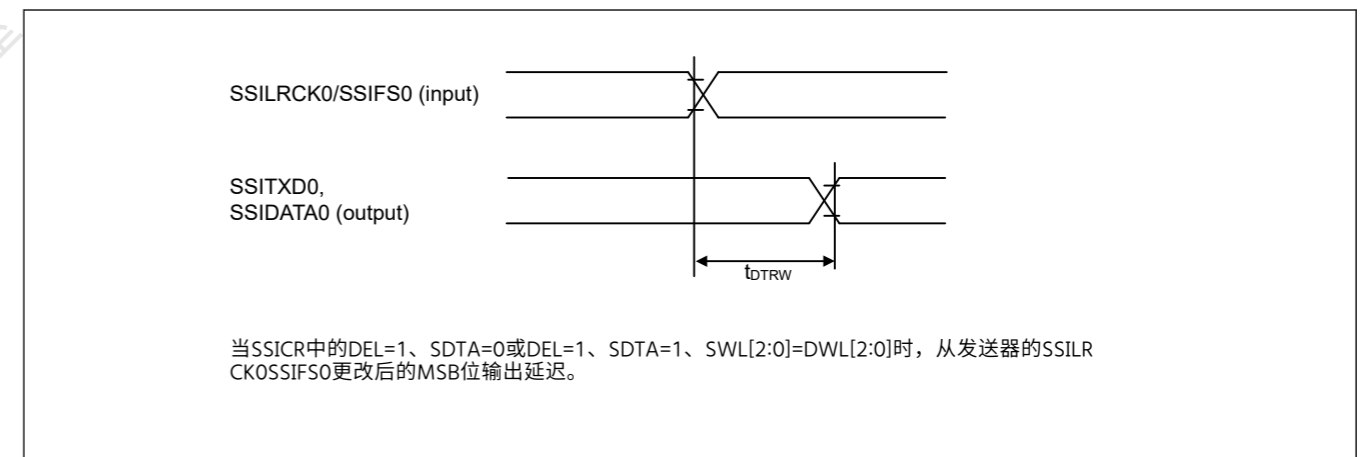 SSILRCK0/SSIFS0 (input)
SSITXD0,
SSIDATA0 (output)
tDTRW
当SSICR中的DEL=1、SDTA=0或DEL=1、SDTA=1、SWL[2:0]=DWL[2:0]时，从发送器的SSILR
CK0SSIFS0更改后的MSB位输出延迟。